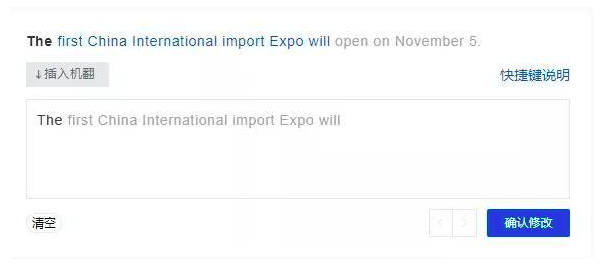 The first China International import Expo will open on November 5.
↓插入机翻 快捷键说明
The first China International import Expo will
清空 < > 确认修改